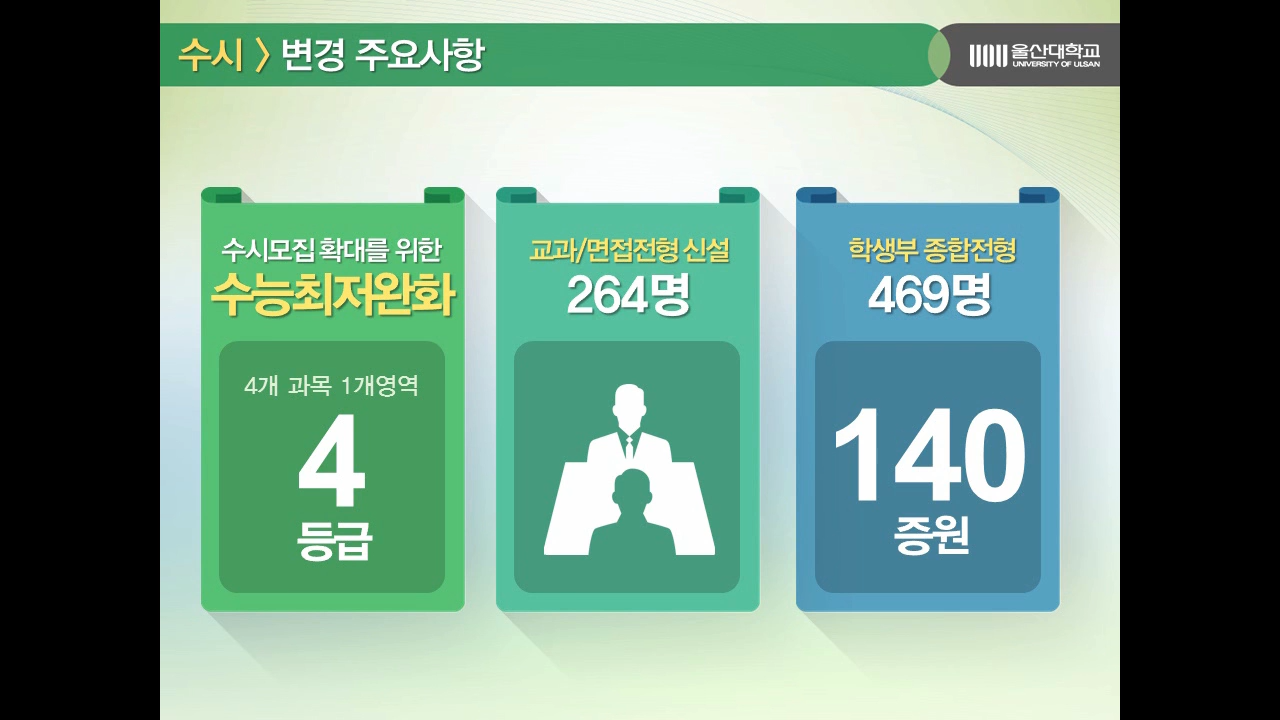 수시 > 변경 주요사항
울산대학교
UNIVERSITY OF ULSAN
수시모집 확대를 위한
수능최저완화
4개 과목 1개영역
4
등급
교과/면접전형 신설
264명
학생부 종합전형
469명
140
증원